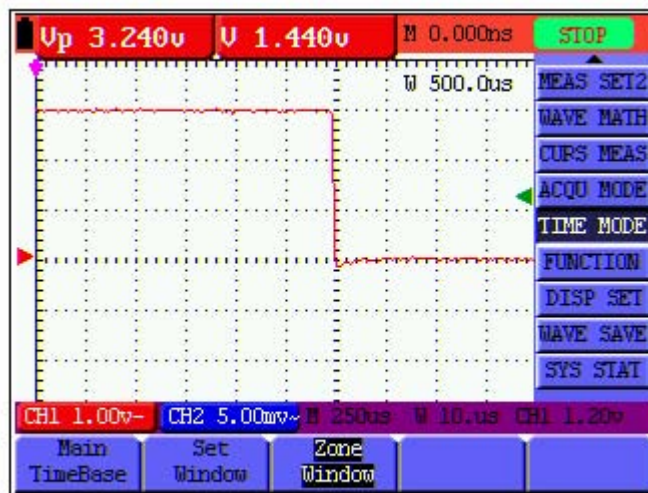 Vp 3.240v V 1.440v M 0.000ns STOP
W 500.0us
MEAS SET2
WAVE MATH
CURS MEAS
ACQU MODE
TIME MODE
FUNCTION
DISP SET
WAVE SAVE
SYS STAT
CH1 1.00v- CH2 5.00mv~ M 250us W 10.us CH1 1.20v
Main TimeBase
Set Window
Zone Window